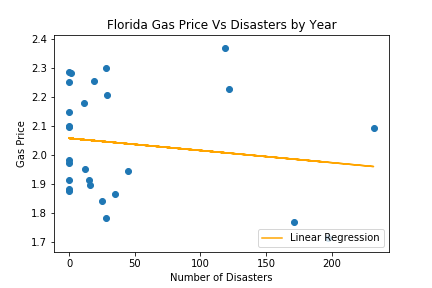 Florida Gas Price Vs Disasters by Year
2.4
2.3
2.2
2.1
2.0
1.9
1.8
1.7
Gas Price
Linear Regression
0 50 100 150 200
Number of Disasters